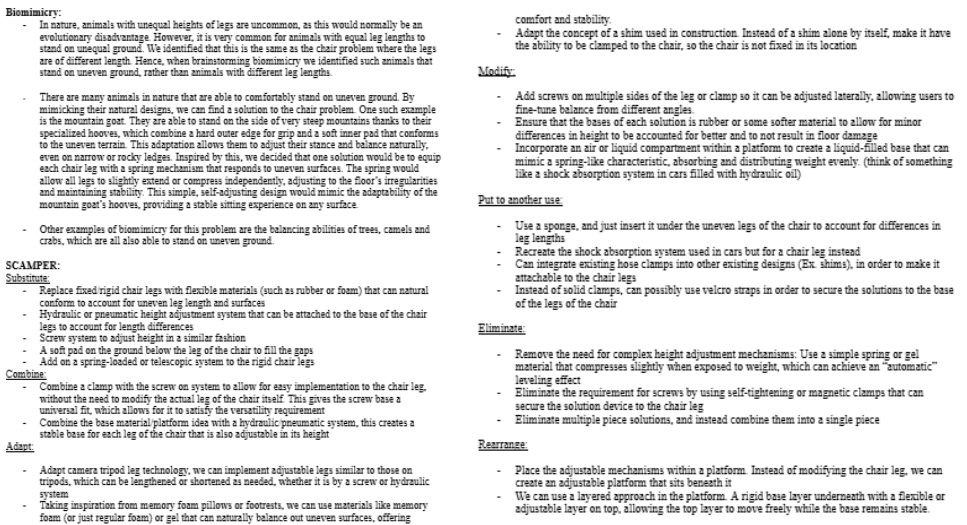 Biomimicry:
- In nature, animals with unequal heights of legs are uncommon, as this would normally be an
evolutionary disadvantage. However, it is very common for animals with equal leg lengths to
stand on unequal ground. We identified that this is the same as the chair problem where the legs
are of different length. Hence, when brainstorming biomimicry we identified such animals that
stand on uneven ground, rather than animals with different leg lengths.
- There are many animals in nature that are able to comfortably stand on uneven ground. By
mimicking their natural designs, we can find a solution to the chair problem. One such example
is the mountain goat. They are able to stand on the side of very steep mountains thanks to their
specialized hooves, which combine a hard outer edge for grip and a soft inner pad that conforms
to the uneven terrain. This adaptation allows them to adjust their stance and balance naturally,
even on narrow or rocky ledges. Inspired by this, we decided that one solution would be to equip
each chair leg with a spring mechanism that responds to uneven surfaces. The spring would
allow all legs to slightly extend or compress independently, adjusting to the floor's irregularities
and maintaining stability. This simple, self-adjusting design would mimic the adaptability of the
mountain goat's hooves, providing a stable sitting experience on any surface.
- Other examples of biomimicry for this problem are the balancing abilities of trees, camels and
crabs, which are all also able to stand on uneven ground.
SCAMPER:
Substitute:
- Replace fixed/rigid chair legs with flexible materials (such as rubber or foam) that can natural
conform to account for uneven leg length and surfaces
- Hydraulic or pneumatic height adjustment system that can be attached to the base of the chair
legs to account for length differences
- Screw system to adjust height in a similar fashion
- A soft pad on the ground below the leg of the chair to fill the gaps
- Add on a spring-loaded or telescopic system to the rigid chair legs
Combine:
- Combine a clamp with the screw on system to allow for easy implementation to the chair leg,
without the need to modify the actual leg of the chair itself. This gives the screw base a
universal fit, which allows for it to satisfy the versatility requirement
- Combine the base material/platform idea with a hydraulic/pneumatic system, this creates a
stable base for each leg of the chair that is also adjustable in its height
Adapt:
- Adapt camera tripod leg technology, we can implement adjustable legs similar to those on
tripods, which can be lengthened or shortened as needed, whether it is by a screw or hydraulic
system
- Taking inspiration from memory foam pillows or footrests, we can use materials like memory
foam (or just regular foam) or gel that can naturally balance out uneven surfaces, offering
comfort and stability.
- Adapt the concept of a shim used in construction. Instead of a shim alone by itself, make it have
the ability to be clamped to the chair, so the chair is not fixed in its location
Modify:
- Add screws on multiple sides of the leg or clamp so it can be adjusted laterally, allowing users to
fine-tune balance from different angles.
- Ensure that the bases of each solution is rubber or some softer material to allow for minor
differences in height to be accounted for better and to not result in floor damage
- Incorporate an air or liquid compartment within a platform to create a liquid-filled base that can
mimic a spring-like characteristic, absorbing and distributing weight evenly. (think of something
like a shock absorption system in cars filled with hydraulic oil)
Put to another use:
- Use a sponge, and just insert it under the uneven legs of the chair to account for differences in
leg lengths
- Recreate the shock absorption system used in cars but for a chair leg instead
- Can integrate existing hose clamps into other existing designs (Ex. shims), in order to make it
attachable to the chair legs
- Instead of solid clamps, can possibly use velcro straps in order to secure the solutions to the base
of the legs of the chair
Eliminate:
- Remove the need for complex height adjustment mechanisms: Use a simple spring or gel
material that compresses slightly when exposed to weight, which can achieve an "automatic"
leveling effect
- Eliminate the requirement for screws by using self-tightening or magnetic clamps that can
secure the solution device to the chair leg
- Eliminate multiple piece solutions, and instead combine them into a single piece
Rearrange:
- Place the adjustable mechanisms within a platform. Instead of modifying the chair leg, we can
create an adjustable platform that sits beneath it
- We can use a layered approach in the platform. A rigid base layer underneath with a flexible or
adjustable layer on top, allowing the top layer to move freely while the base remains stable.